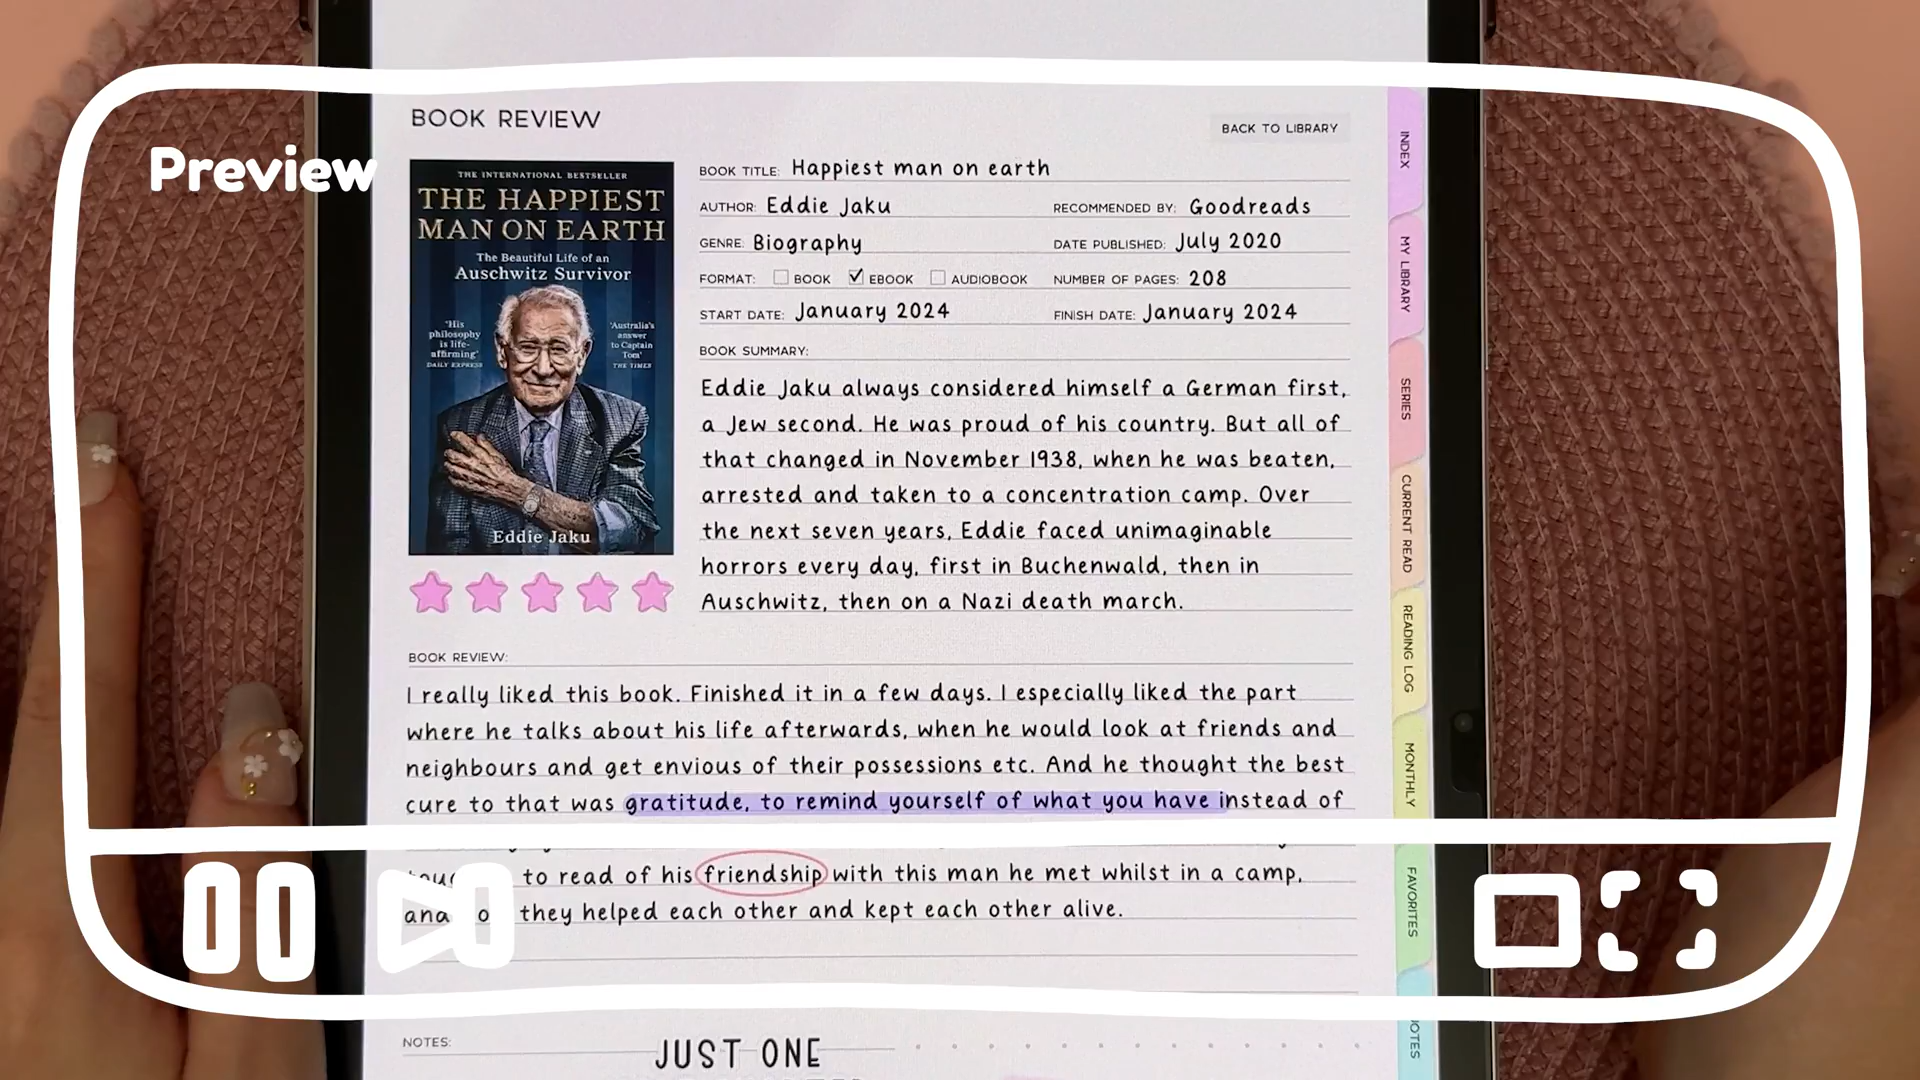 BOOK REVIEW
BACK TO LIBRARY
Preview
THE INTERNATIONAL BESTSELLER
THE HAPPIEST
MAN ON EARTH
The Beautiful Life of an
Auschwitz Survivor
"His
philosophy
is life-
affirming'
DAILY EXPRESS
'Australia's
answer
to Captain
Tom'
THE TIMES
Eddie Jaku
BOOK TITLE: Happiest man on earth
AUTHOR: Eddie Jaku
RECOMMENDED BY: Goodreads
GENRE: Biography
DATE PUBLISHED: July 2020
FORMAT: BOOK EBOOK AUDIOBOOK
NUMBER OF PAGES: 208
START DATE: January 2024
FINISH DATE: January 2024
BOOK SUMMARY:
Eddie Jaku always considered himself a German first,
a Jew second. He was proud of his country. But all of
that changed in November 1938, when he was beaten,
arrested and taken to a concentration camp. Over
the next seven years, Eddie faced unimaginable
horrors every day, first in Buchenwald, then in
Auschwitz, then on a Nazi death march.
BOOK REVIEW:
I really liked this book. Finished it in a few days. I especially liked the part
where he talks about his life afterwards, when he would look at friends and
neighbours and get envious of their possessions etc. And he thought the best
cure to that was gratitude, to remind yourself of what you have instead of
to read of his friendship with this man he met whilst in a camp,
they helped each other and kept each other alive.
NOTES:
JUST ONE
INDEX
MY LIBRARY
SERIES
CURRENT READ
READING LOG
MONTHLY
FAVORITES